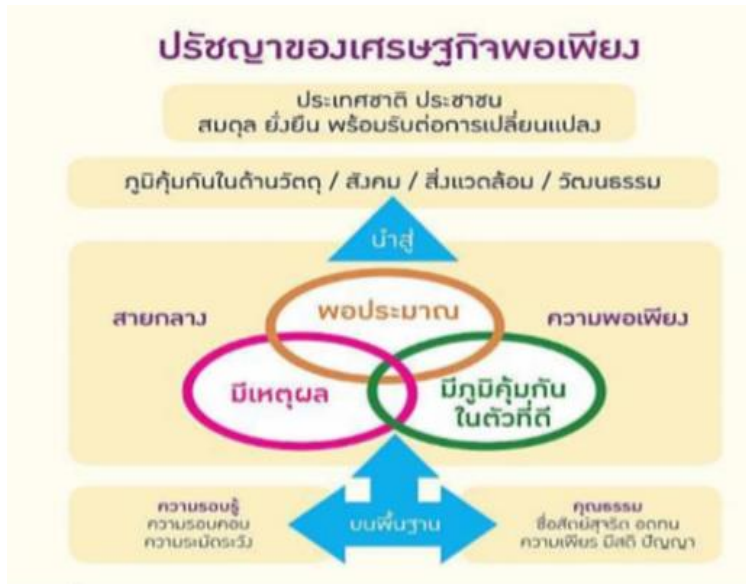 ปรัชญาของเศรษฐกิจพอเพียง
ประเทศชาติ ประชาชน
สมดุล ยั่งยืน พร้อมรับต่อการเปลี่ยนแปลง
ภูมิคุ้มกันในด้านวัตถุ / สังคม / สิ่งแวดล้อม / วัฒนธรรม
นำสู่
สายกลาง
พอประมาณ
ความพอเพียง
มีเหตุผล
มีภูมิคุ้มกัน
ในตัวที่ดี
ความรอบรู้
ความรอบคอบ
ความระมัดระวัง
บนพื้นฐาน
คุณธรรม
ซื่อสัตย์สุจริต อดทน
ความเพียร มีสติ ปัญญา